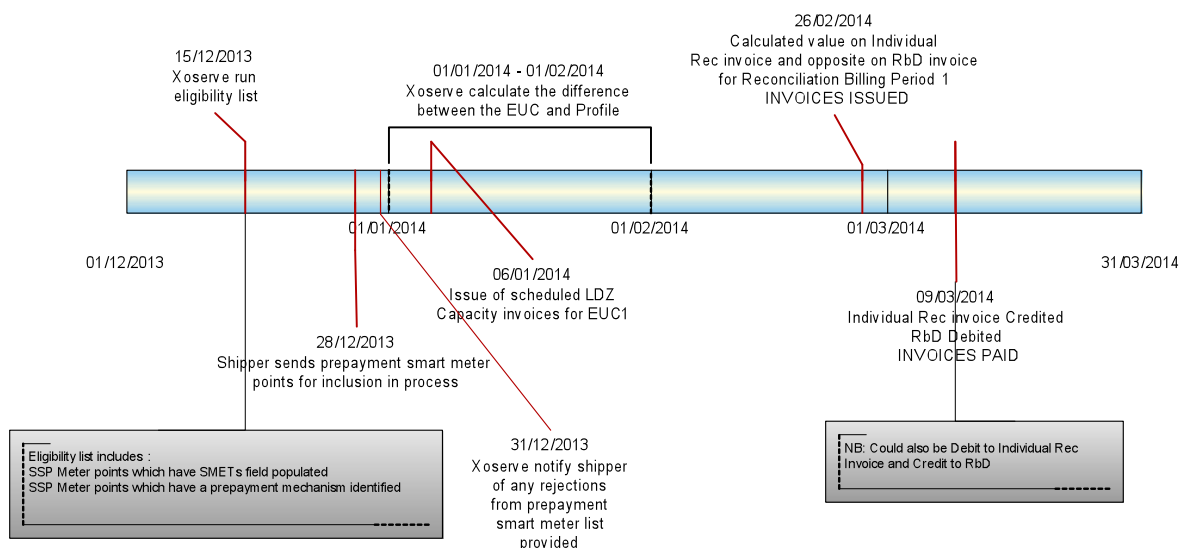 15/12/2013
Xoserve run
eligibility list
01/01/2014 - 01/02/2014
Xoserve calculate the difference
between the EUC and Profile
26/02/2014
Calculated value on Individual
Rec invoice and opposite on RbD invoice
for Reconciliation Billing Period 1
INVOICES ISSUED
01/01/2014
01/02/2014
01/03/2014
01/12/2013
31/03/2014
06/01/2014
Issue of scheduled LDZ
Capacity invoices for EUC1
09/03/2014
Individual Rec invoice Credited
RbD Debited
INVOICES PAID
28/12/2013
Shipper sends prepayment smart meter
points for inclusion in process
31/12/2013
Xoserve notify shipper
of any rejections
from prepayment
smart meter list
provided
Eligibility list includes :
SSP Meter points which have SMETs field populated
SSP Meter points which have a prepayment mechanism identified
NB: Could also be Debit to Individual Rec
Invoice and Credit to RbD